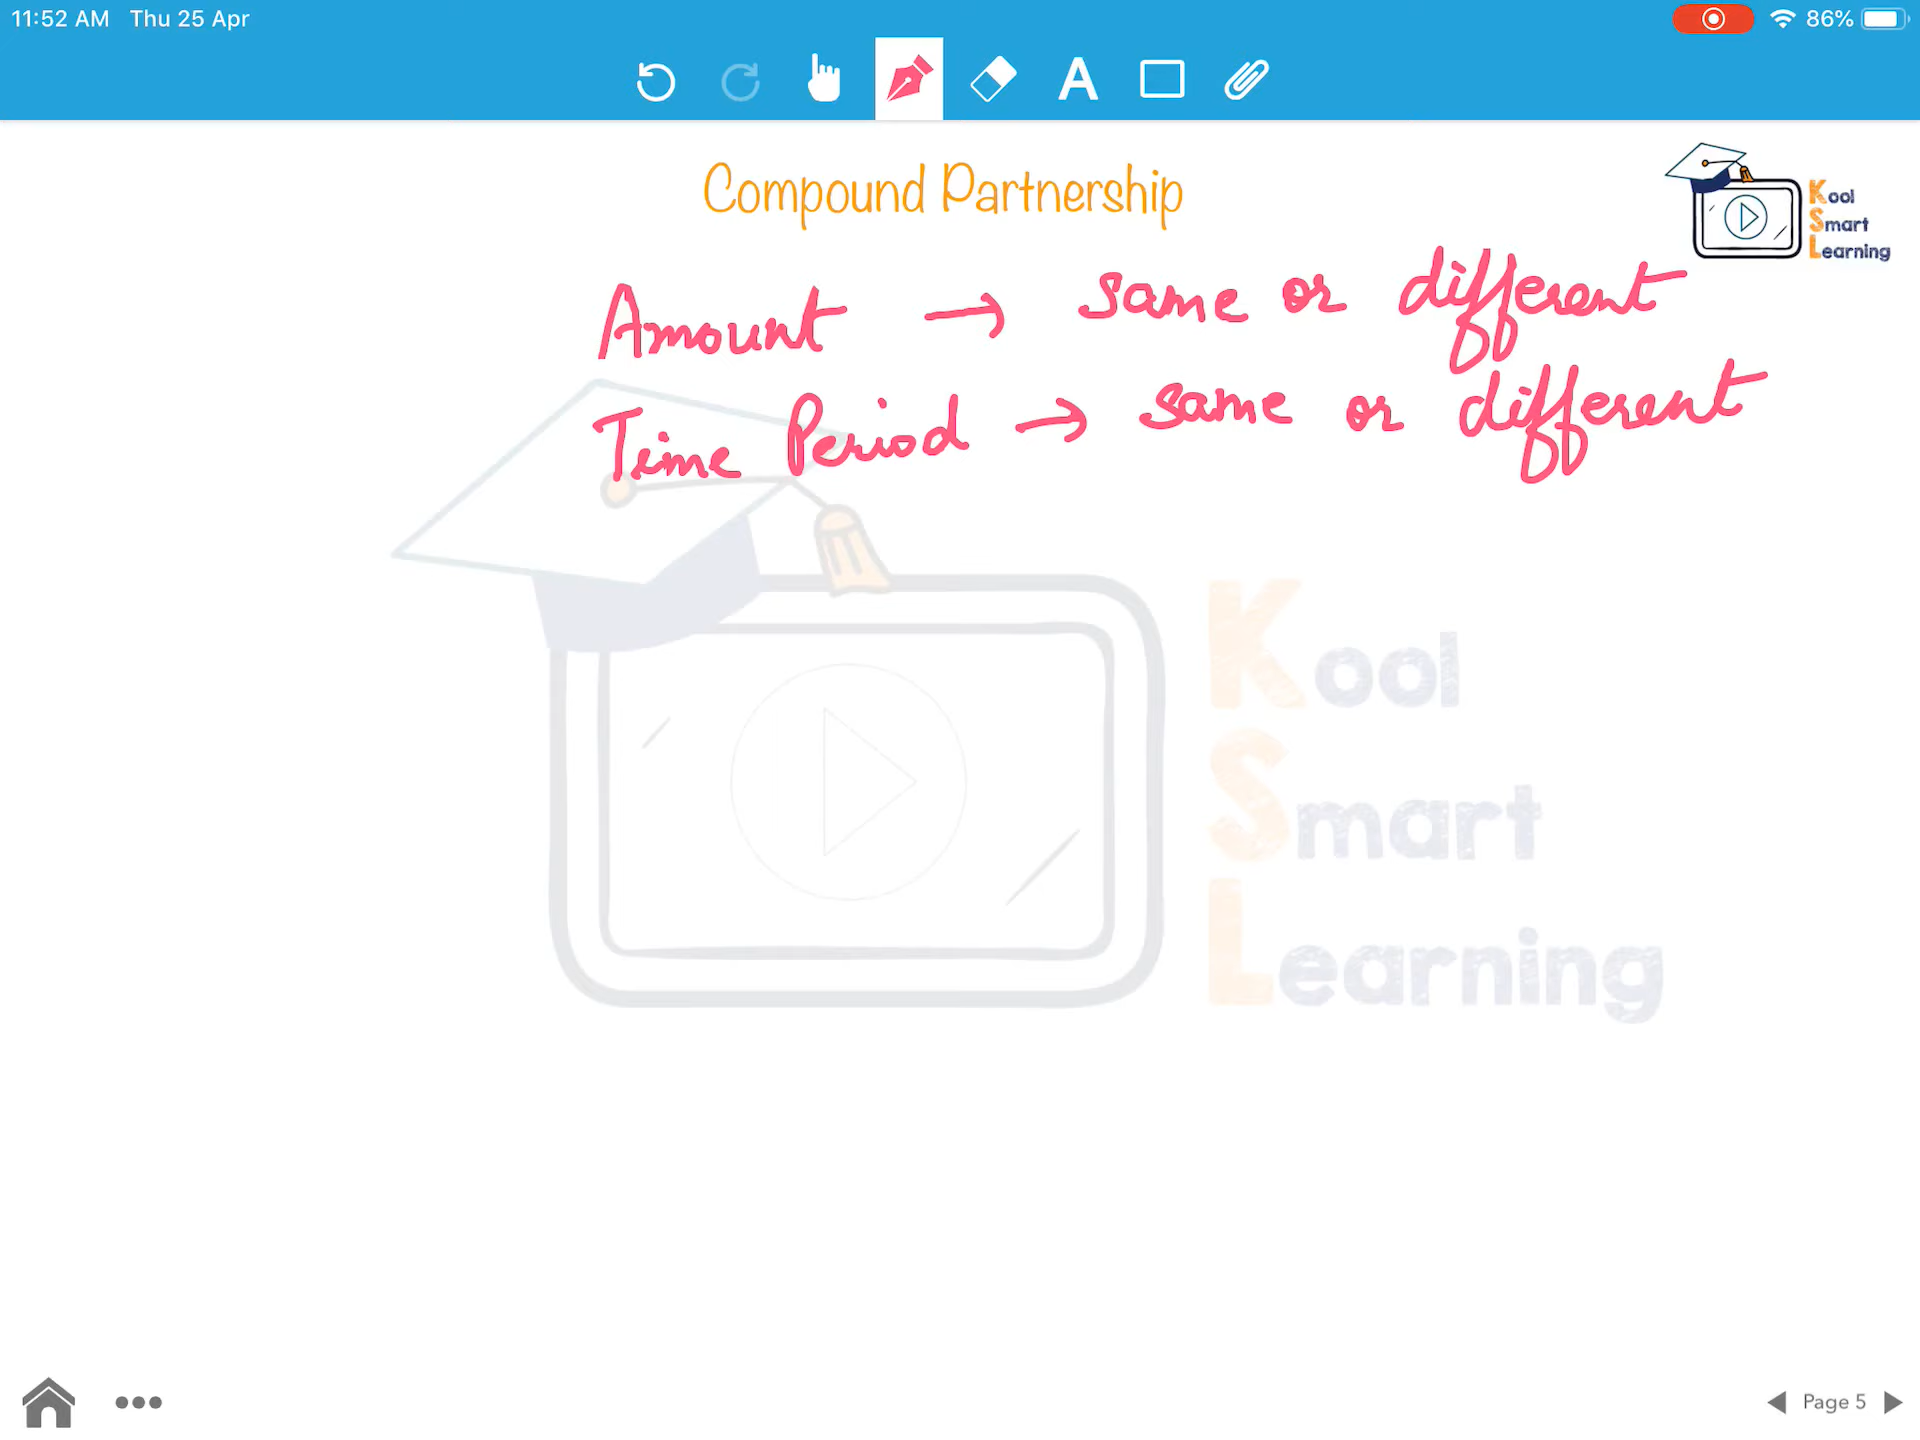 11:52 AM Thu 25 Apr 86%
A
Compound Partnership
Kool
Smart
Learning
Amount → same or different
Time Period → same or different
Kool
Smart
Learning
Page 5